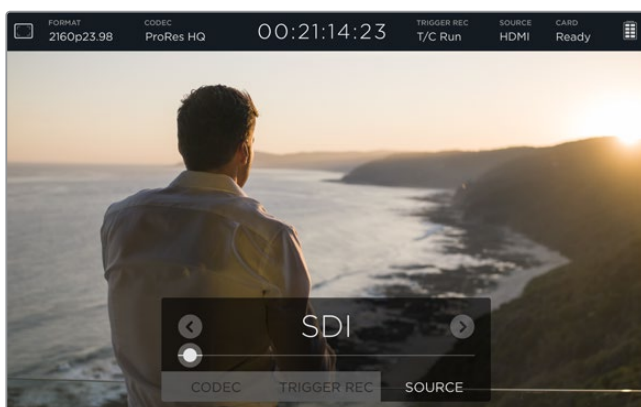 FORMAT CODEC TRIGGER REC SOURCE CARD
2160p23.98 ProRes HQ 00:21:14:23 T/C Run HDMI Ready
SDI
CODEC TRIGGER REC SOURCE